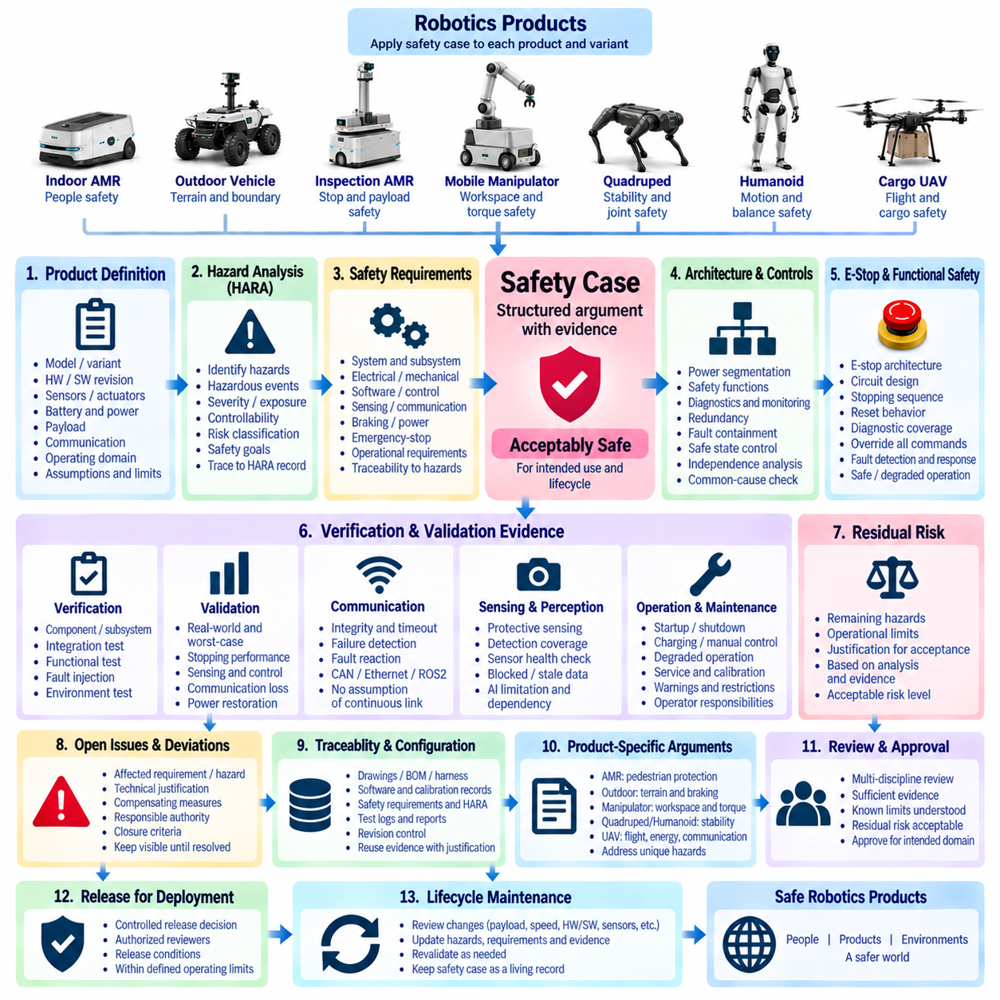 Robotics Products
Apply safety case to each product and variant
Indoor AMR
People safety
Outdoor Vehicle
Terrain and boundary
Inspection AMR
Stop and payload
safety
Mobile Manipulator
Workspace and
torque safety
Quadruped
Stability and
joint safety
Humanoid
Motion and
balance safety
Cargo UAV
Flight and
cargo safety
1. Product Definition
• Model / variant
• HW / SW revision
• Sensors / actuators
• Battery and power
• Payload
• Communication
• Operating domain
• Assumptions and limits
2. Hazard Analysis
(HARA)
• Identify hazards
• Hazardous events
• Severity / exposure
• Controllability
• Risk classification
• Safety goals
• Trace to HARA record
3. Safety Requirements
• System and subsystem
• Electrical / mechanical
• Software / control
• Sensing / communication
• Braking / power
• Emergency-stop
• Operational requirements
• Traceability to hazards
Safety Case
Structured argument
with evidence
Acceptably Safe
For intended use and
lifecycle
4. Architecture & Controls
• Power segmentation
• Safety functions
• Diagnostics and monitoring
• Redundancy
• Fault containment
• Safe state control
• Independence analysis
• Common-cause check
5. E-Stop & Functional Safety
• E-stop architecture
• Circuit design
• Stopping sequence
• Reset behavior
• Diagnostic coverage
• Override all commands
• Fault detection and response
• Safe / degraded operation
6. Verification & Validation Evidence
Verification
• Component / subsystem
• Integration test
• Functional test
• Fault injection
• Environment test
Validation
• Real-world and
worst-case
• Stopping performance
• Sensing and control
• Communication loss
• Power restoration
Communication
• Integrity and timeout
• Failure detection
• Fault reaction
• CAN / Ethernet / ROS2
• No assumption
of continuous link
Sensing & Perception
• Protective sensing
• Detection coverage
• Sensor health check
• Blocked / stale data
• AI limitation and
dependency
Operation & Maintenance
• Startup / shutdown
• Charging / manual control
• Degraded operation
• Service and calibration
• Warnings and restrictions
• Operator responsibilities
7. Residual Risk
• Remaining hazards
• Operational limits
• Justification for acceptance
• Based on analysis
and evidence
• Acceptable risk level
8. Open Issues & Deviations
• Affected requirement / hazard
• Technical justification
• Compensating measures
• Responsible authority
• Closure criteria
• Keep visible until resolved
9. Traceablity & Configuration
• Drawings / BOM / harness
• Software and calibration records
• Safety requirements and HARA
• Test logs and reports
• Revision control
• Reuse evidence with justification
10. Product-Specific Arguments
• AMR: pedestrian protection
• Outdoor: terrain and braking
• Manipulator: workspace and torque
• Quadruped/Humanoid: stability
• UAV: flight, energy, communication
• Address unique hazards
11. Review & Approval
• Multi-discipline review
• Sufficient evidence
• Known limits understood
• Residual risk acceptable
• Approve for intended domain
12. Release for Deployment
• Controlled release decision
• Authorized reviewers
• Release conditions
• Within defined operating limits
13. Lifecycle Maintenance
• Review changes (payload, speed, HW/SW, sensors, etc.)
• Update hazards, requirements and evidence
• Revalidate as needed
• Keep safety case as a living record
Safe Robotics Products
People | Products | Environments
A safer world